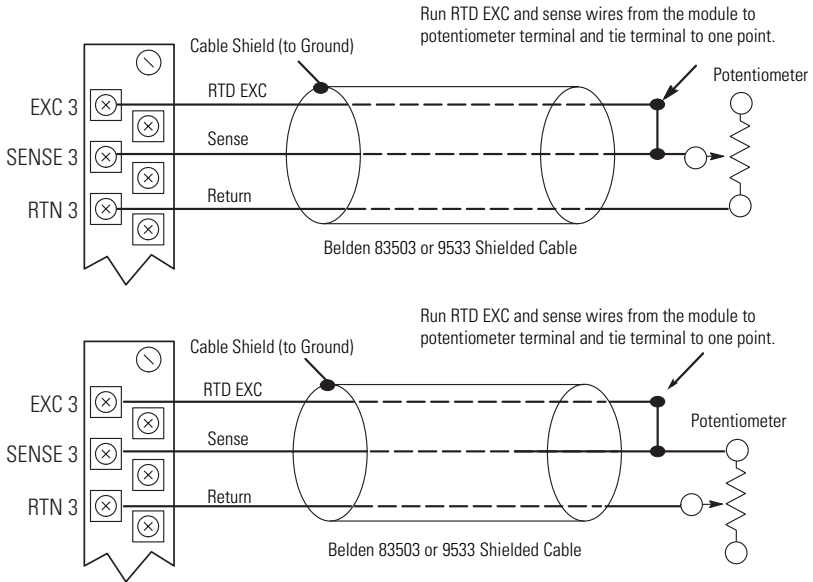 Run RTD EXC and sense wires from the module to
potentiometer terminal and tie terminal to one point.
Cable Shield (to Ground)
Potentiometer
RTD EXC
EXC 3
Sense
SENSE 3
Return
RTN 3
Belden 83503 or 9533 Shielded Cable
Run RTD EXC and sense wires from the module to
potentiometer terminal and tie terminal to one point.
Cable Shield (to Ground)
RTD EXC
EXC 3
Potentiometer
Sense
SENSE 3
Return
RTN 3
Belden 83503 or 9533 Shielded Cable